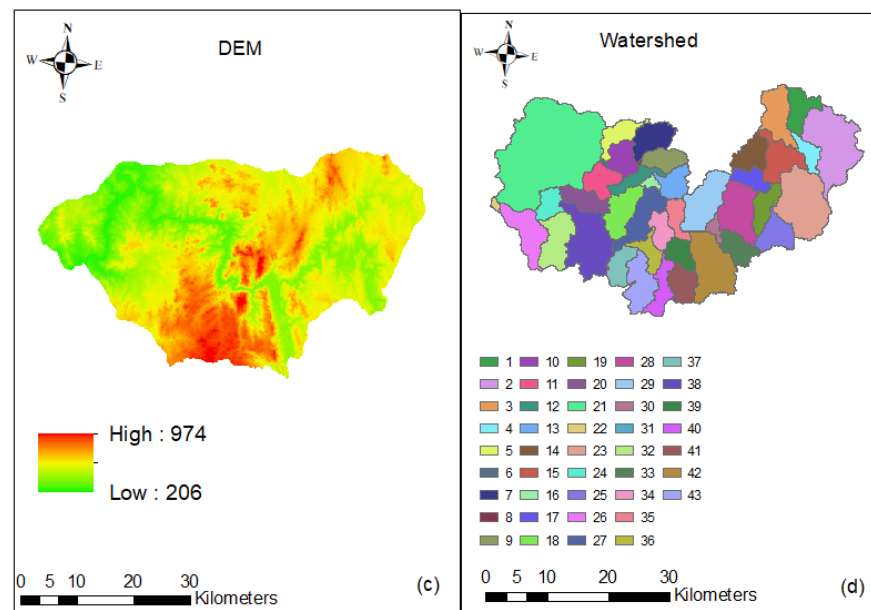 N
W E
S
DEM
High : 974
Low : 206
0 5 10 20 30
Kilometers
(c)
N
W E
S
Watershed
1 10 19 28 37
2 11 20 29 38
3 12 21 30 39
4 13 22 31 40
5 14 23 32 41
6 15 24 33 42
7 16 25 34 43
8 17 26 35
9 18 27 36
0 5 10 20 30
Kilometers
(d)